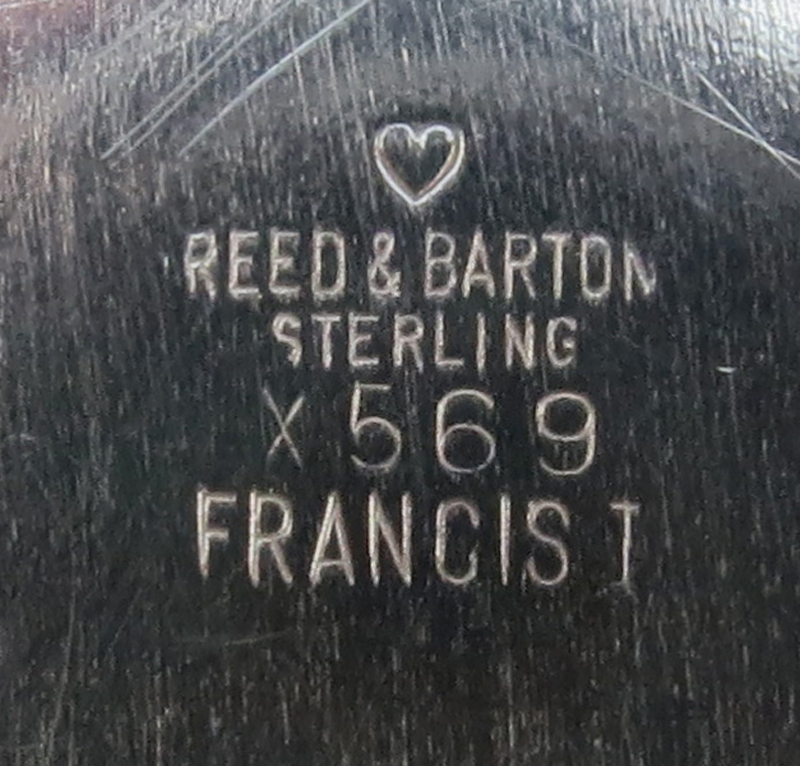 REED & BARTON
STERLING
X 569
FRANCIS I